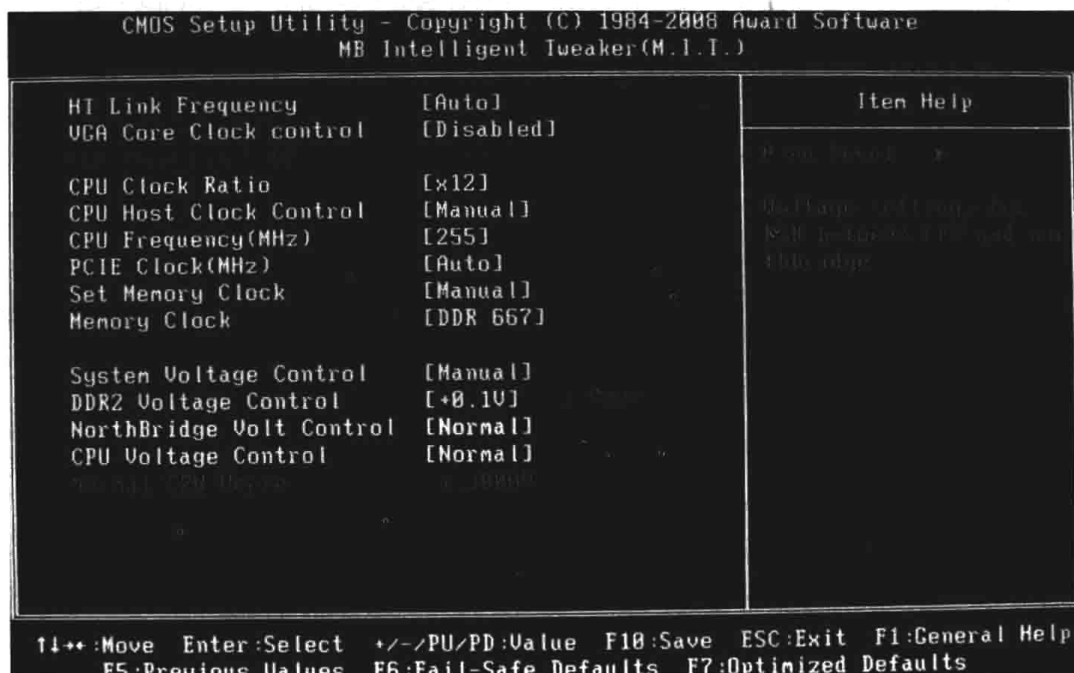 CMOS Setup Utility - Copyright (C) 1984-2008 Award Software
MB Intelligent Tweaker(M.I.T.)
HT Link Frequency [Auto]
VGA Core Clock control [Disabled]
CPU Clock Ratio [x12]
CPU Host Clock Control [Manual]
CPU Frequency(MHz) [255]
PCIE Clock(MHz) [Auto]
Set Memory Clock [Manual]
Memory Clock [DDR 667]
System Voltage Control [Manual]
DDR2 Voltage Control [+0.1V]
NorthBridge Volt Control [Normal]
CPU Voltage Control [Normal]
Item Help
↑↓→←:Move Enter:Select +/-/PU/PD:Value F10:Save ESC:Exit F1:General Help
F5:Previous Values F6:Fail-Safe Defaults F7:Optimized Defaults